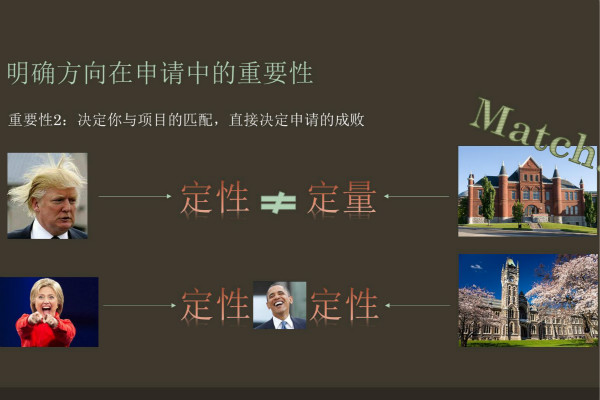 明确方向在申请中的重要性
重要性2：决定你与项目的匹配，直接决定申请的成败
Match
定性 ≠ 定量
定性 定性